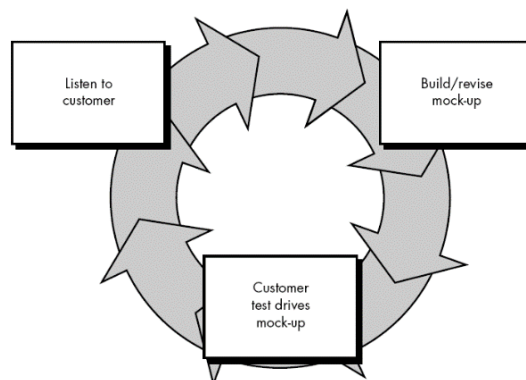 Listen to
customer
Build/revise
mock-up
Customer
test drives
mock-up